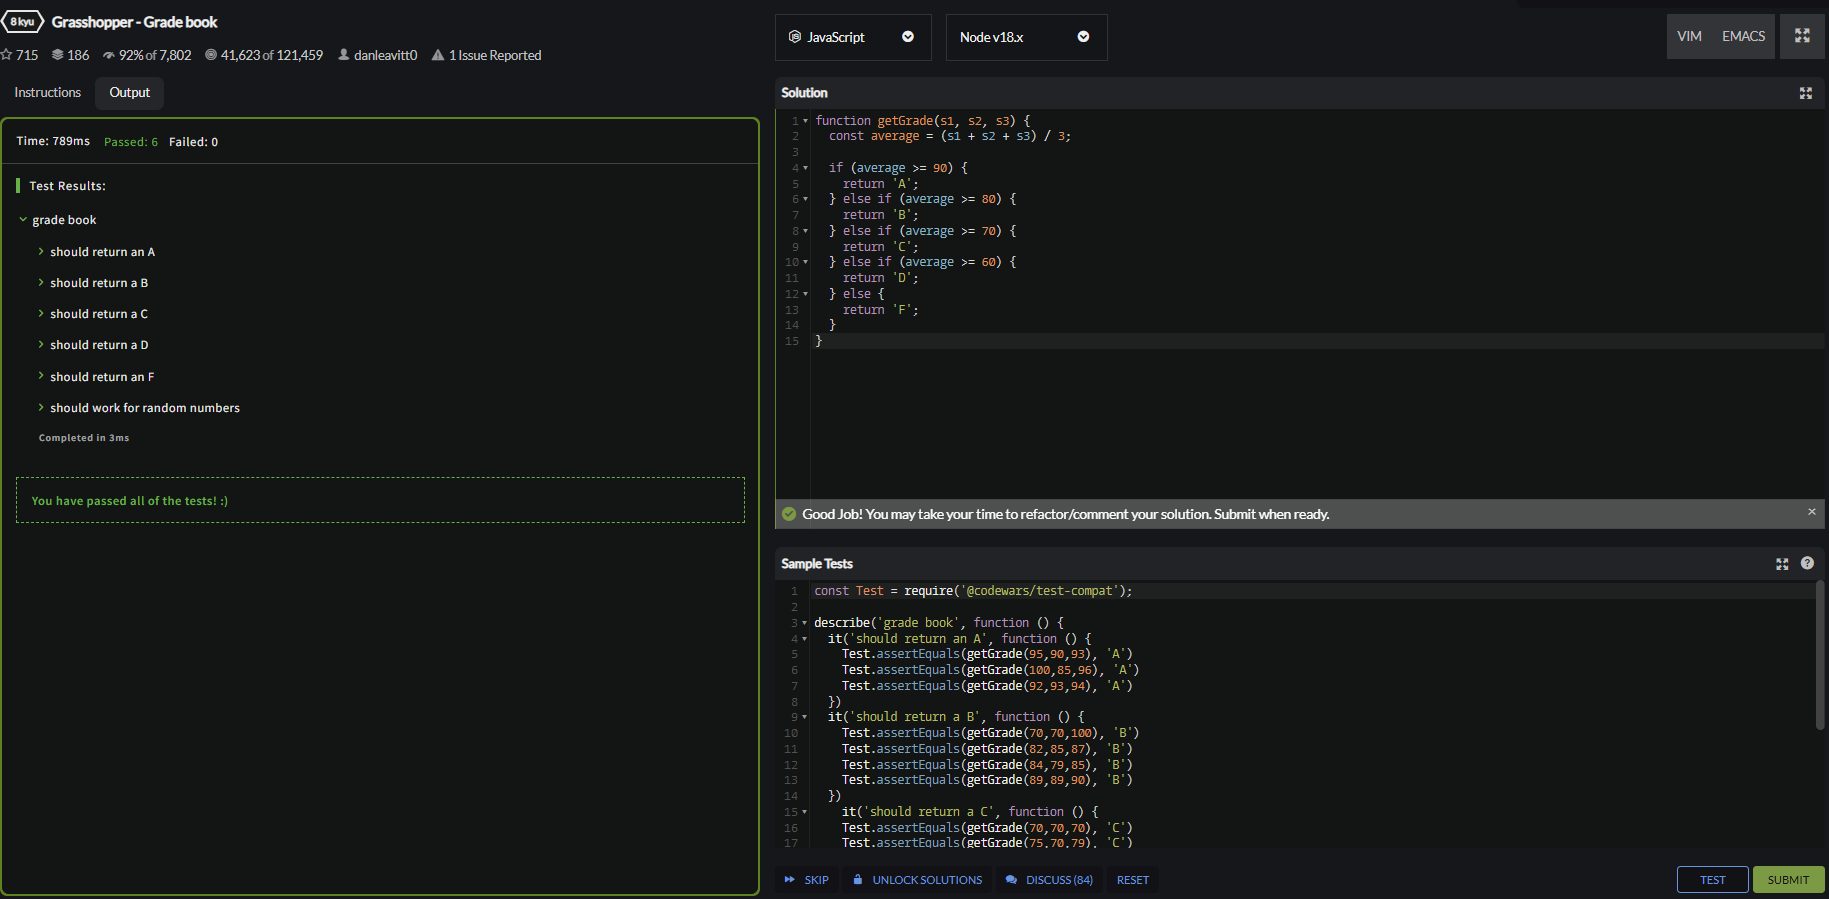 8 kyu Grasshopper - Grade book
715 186 92% of 7,802 41,623 of 121,459 danleavitt0 1 Issue Reported
Instructions Output
Time: 789ms Passed: 6 Failed: 0
Test Results:
grade book
should return an A
should return a B
should return a C
should return a D
should return an F
should work for random numbers
Completed in 3ms
You have passed all of the tests! :)
JavaScript Node v18.x VIM EMACS
Solution
1 function getGrade(s1, s2, s3) {
2 const average = (s1 + s2 + s3) / 3;
3
4 if (average >= 90) {
5 return 'A';
6 } else if (average >= 80) {
7 return 'B';
8 } else if (average >= 70) {
9 return 'C';
10 } else if (average >= 60) {
11 return 'D';
12 } else {
13 return 'F';
14 }
15 }
Good Job! You may take your time to refactor/comment your solution. Submit when ready.
Sample Tests
1 const Test = require('@codewars/test-compat');
2
3 describe('grade book', function () {
4 it('should return an A', function () {
5 Test.assertEquals(getGrade(95,90,93), 'A')
6 Test.assertEquals(getGrade(100,85,96), 'A')
7 Test.assertEquals(getGrade(92,93,94), 'A')
8 })
9 it('should return a B', function () {
10 Test.assertEquals(getGrade(70,70,100), 'B')
11 Test.assertEquals(getGrade(82,85,87), 'B')
12 Test.assertEquals(getGrade(84,79,85), 'B')
13 Test.assertEquals(getGrade(89,89,90), 'B')
14 })
15 it('should return a C', function () {
16 Test.assertEquals(getGrade(70,70,70), 'C')
17 Test.assertEquals(getGrade(75,70,79), 'C')
SKIP UNLOCK SOLUTIONS DISCUSS (84) RESET TEST SUBMIT